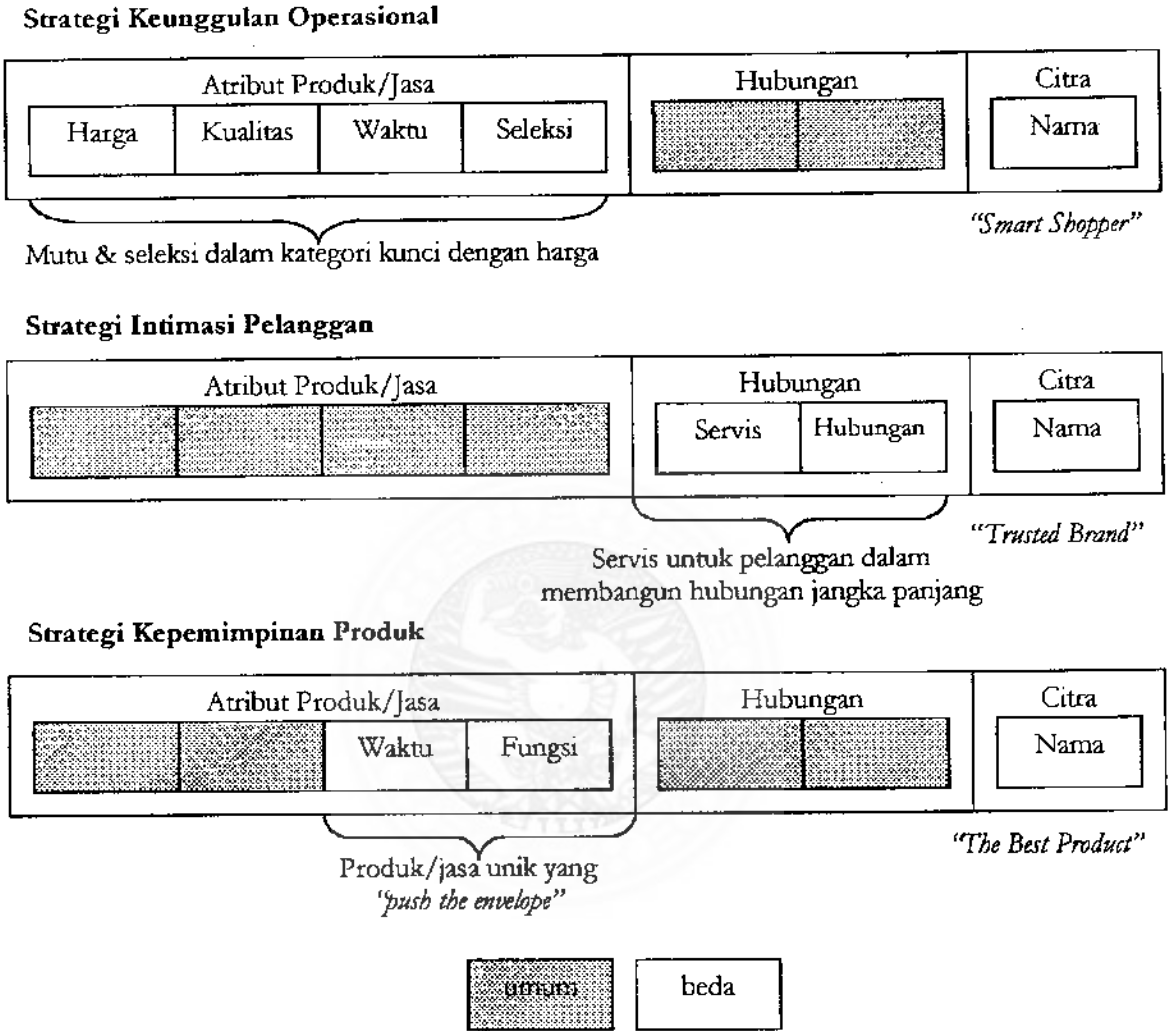 Strategi Keunggulan Operasional
Atribut Produk/Jasa
Hubungan
Citra
Harga
Kualitas
Waktu
Seleksi
Nama
"Smart Shopper"
Mutu & seleksi dalam kategori kunci dengan harga
Strategi Intimasi Pelanggan
Atribut Produk/Jasa
Hubungan
Citra
Servis
Hubungan
Nama
"Trusted Brand"
Servis untuk pelanggan dalam
membangun hubungan jangka panjang
Strategi Kepemimpinan Produk
Atribut Produk/Jasa
Hubungan
Citra
Waktu
Fungsi
Nama
"The Best Product"
Produk/jasa unik yang
"push the envelope"
umum
beda